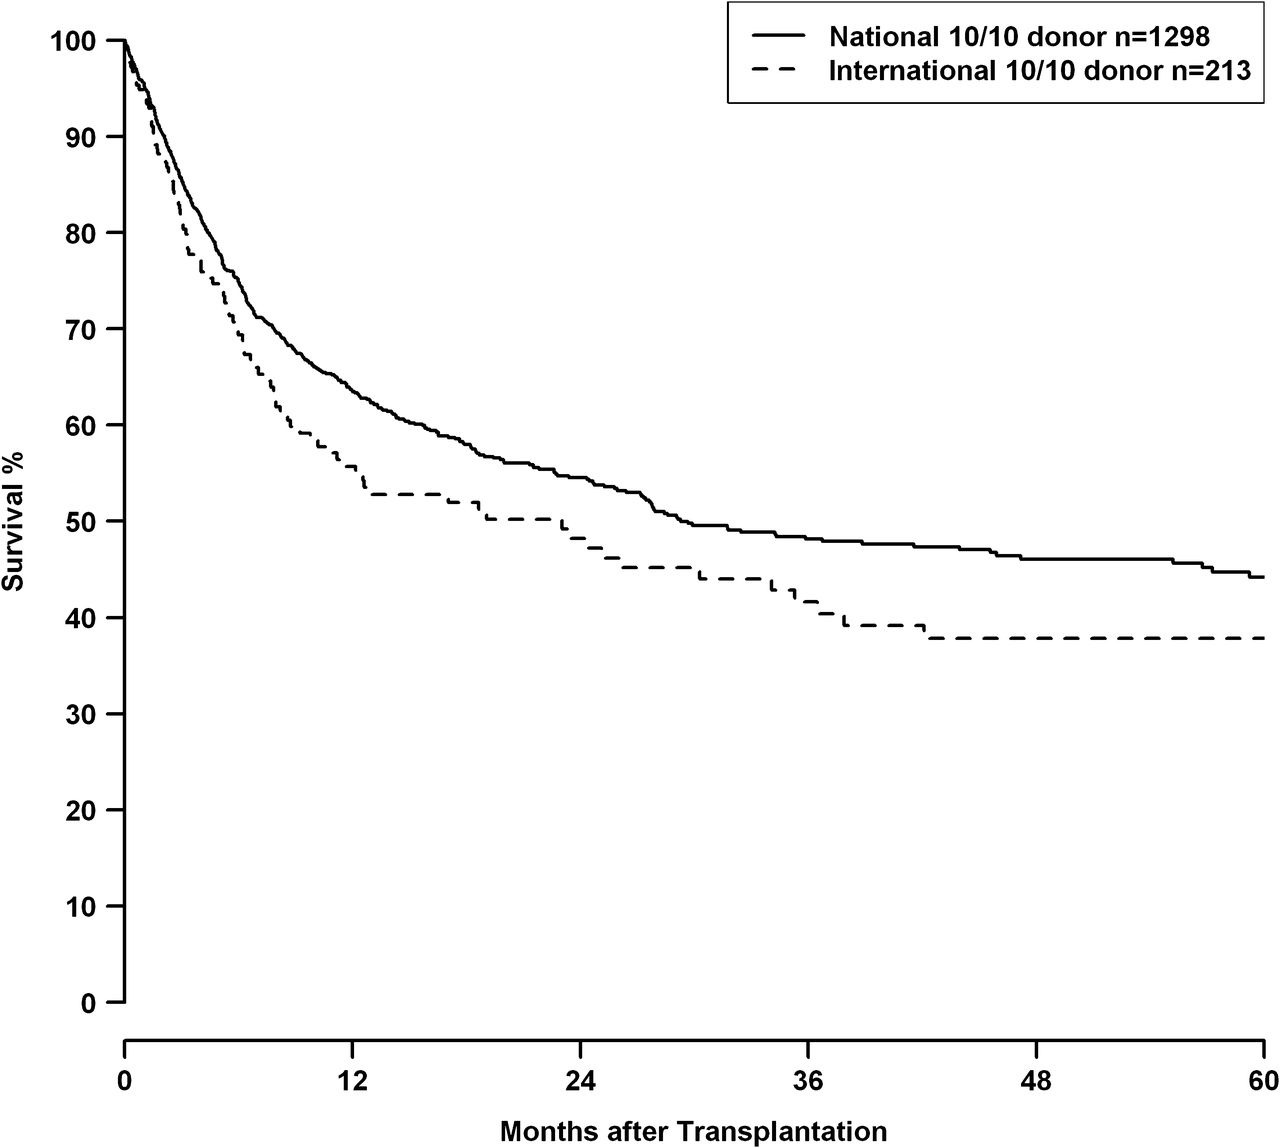 National 10/10 donor n=1298
International 10/10 donor n=213
100
90
80
70
60
50
40
30
20
10
0
Survival %
0 12 24 36 48 60
Months after Transplantation